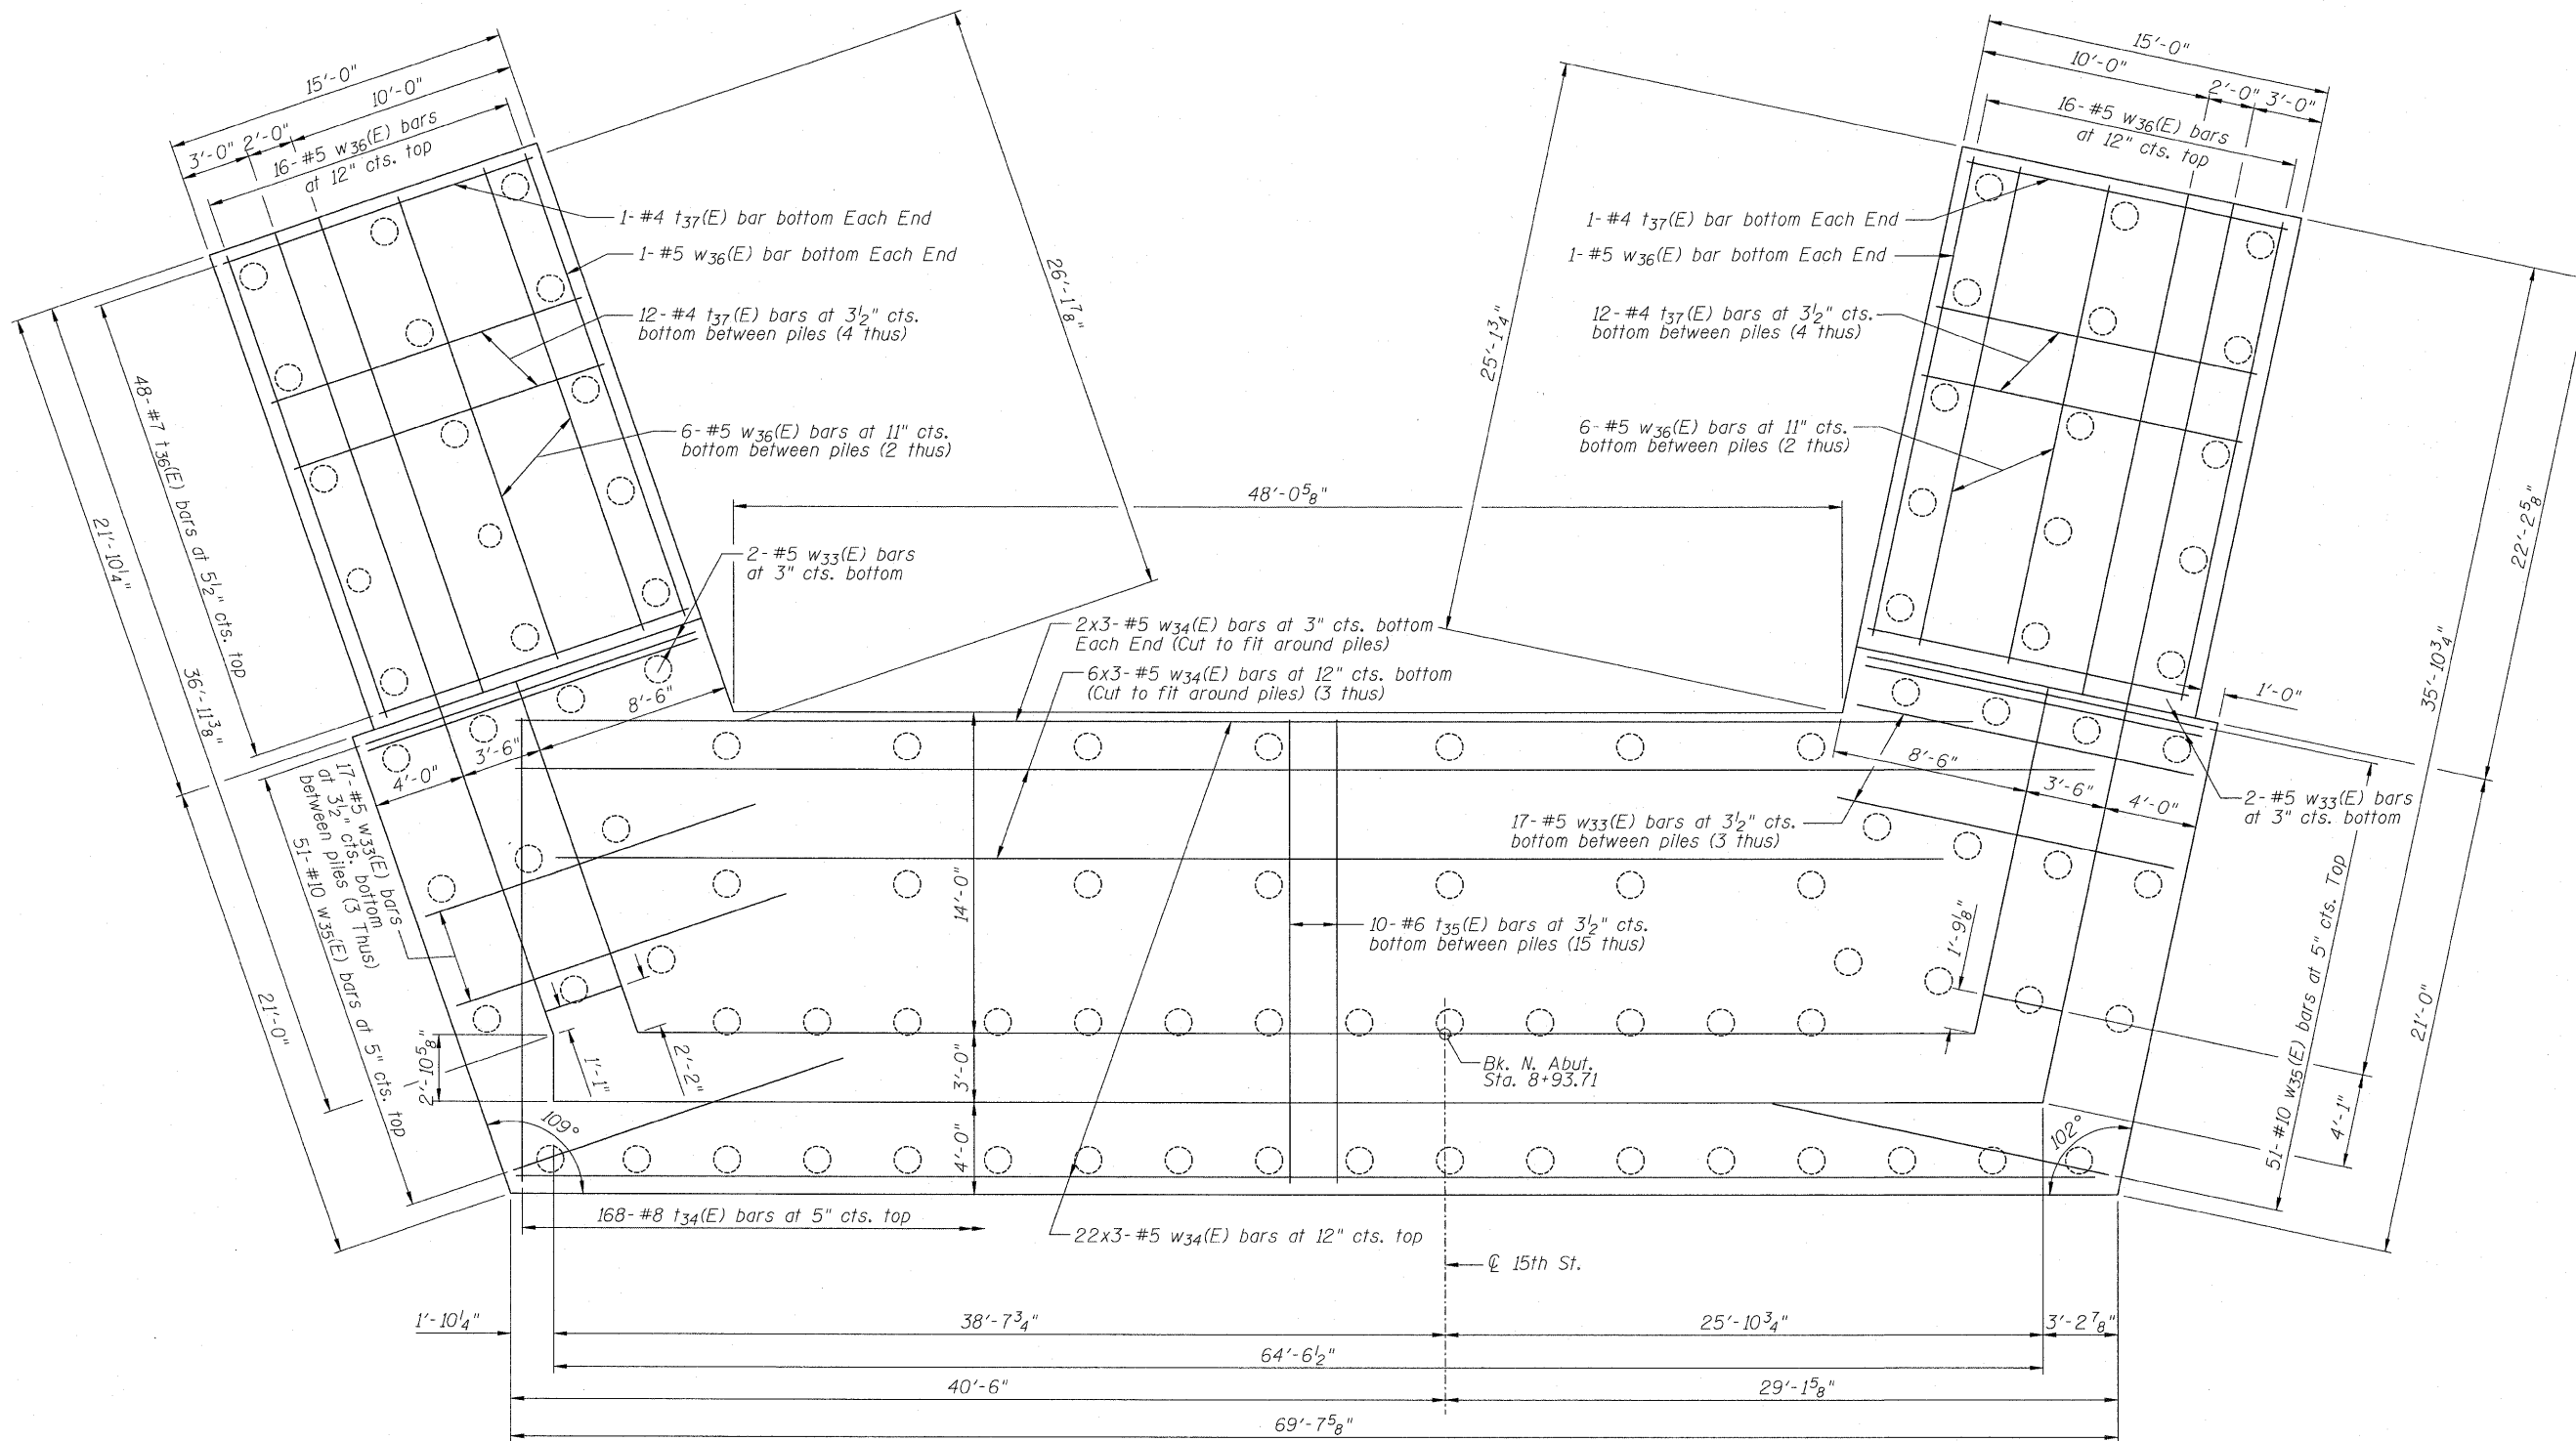 15'-0"
10'-0"
3'-0" 2'-0"
16-#5 w36(E) bars
at 12" cts. top
1-#4 t37(E) bar bottom Each End
1-#5 w36(E) bar bottom Each End
12-#4 t37(E) bars at 3½" cts.
bottom between piles (4 thus)
6-#5 w36(E) bars at 11" cts.
bottom between piles (2 thus)
26'-1⅞"
48-#7 t36(E) bars at 5½" cts. top
21'-10¼"
36'-11⅜"
21'-0"
2-#5 w33(E) bars
at 3" cts. bottom
8'-6"
3'-6"
4'-0"
17-#5 w33(E) bars
at 3½" cts. bottom
between piles (3 Thus)
51-#10 w35(E) bars at 5" cts. top
2'-10⅝"
1'-1"
2'-2"
109°
15'-0"
10'-0"
2'-0" 3'-0"
16-#5 w36(E) bars
at 12" cts. top
1-#4 t37(E) bar bottom Each End
1-#5 w36(E) bar bottom Each End
12-#4 t37(E) bars at 3½" cts.
bottom between piles (4 thus)
6-#5 w36(E) bars at 11" cts.
bottom between piles (2 thus)
25'-1¾"
48'-0⅝"
2x3-#5 w34(E) bars at 3" cts. bottom
Each End (Cut to fit around piles)
6x3-#5 w34(E) bars at 12" cts. bottom
(Cut to fit around piles) (3 thus)
22'-2⅝"
35'-10¾"
1'-0"
8'-6"
3'-6"
4'-0"
2-#5 w33(E) bars
at 3" cts. bottom
17-#5 w33(E) bars at 3½" cts.
bottom between piles (3 thus)
14'-0"
10-#6 t35(E) bars at 3½" cts.
bottom between piles (15 thus)
1'-9⅛"
51-#10 w35(E) bars at 5" cts. Top
21'-0"
4'-1"
3'-0"
Bk. N. Abut.
Sta. 8+93.71
4'-0"
102°
168-#8 t34(E) bars at 5" cts. top
22x3-#5 w34(E) bars at 12" cts. top
℄ 15th St.
1'-10¼"
38'-7¾"
25'-10¾"
3'-2⅞"
64'-6½"
40'-6"
29'-1⅝"
69'-7⅝"